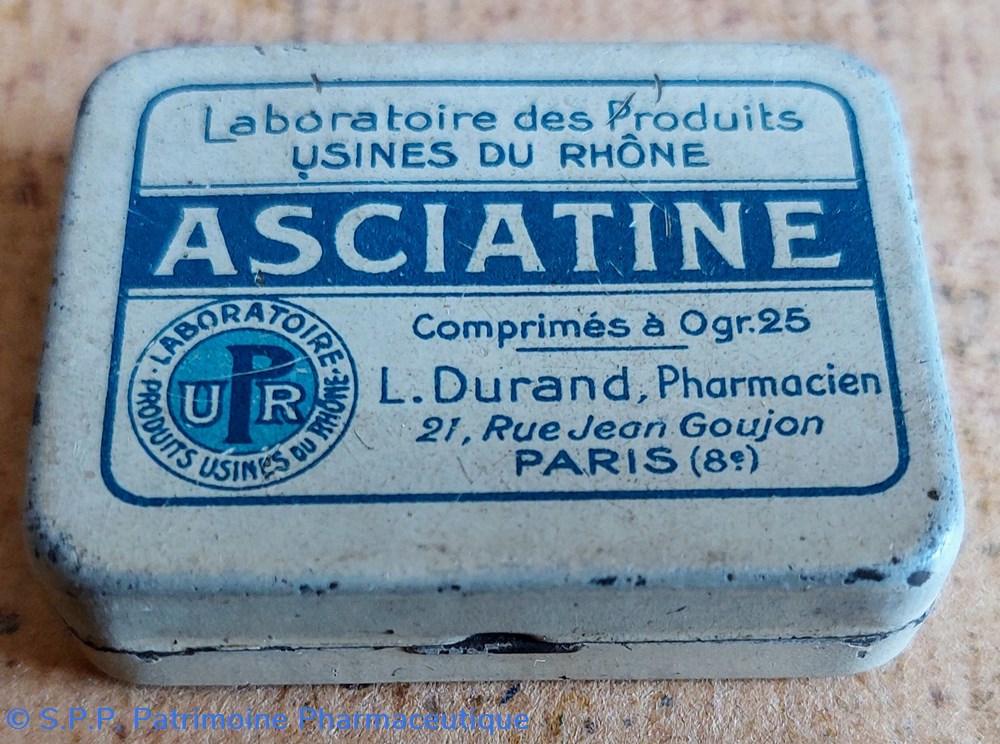 Laboratoire des Produits
USINES DU RHÔNE
ASCIATINE
Comprimés à 0gr.25
L. Durand, Pharmacien
21, Rue Jean Goujon
PARIS (8e)
· LABORATOIRE ·
PRODUITS USINES DU RHÔNE
UPR
© S.P.P. Patrimoine Pharmaceutique